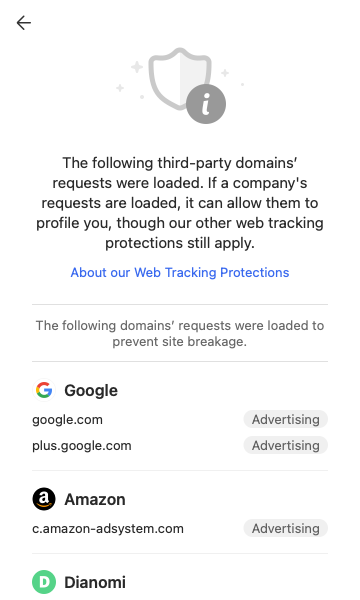 The following third-party domains’
requests were loaded. If a company's
requests are loaded, it can allow them to
profile you, though our other web tracking
protections still apply.
About our Web Tracking Protections
The following domains’ requests were loaded to
prevent site breakage.
Google
google.com Advertising
plus.google.com Advertising
Amazon
c.amazon-adsystem.com Advertising
D Dianomi